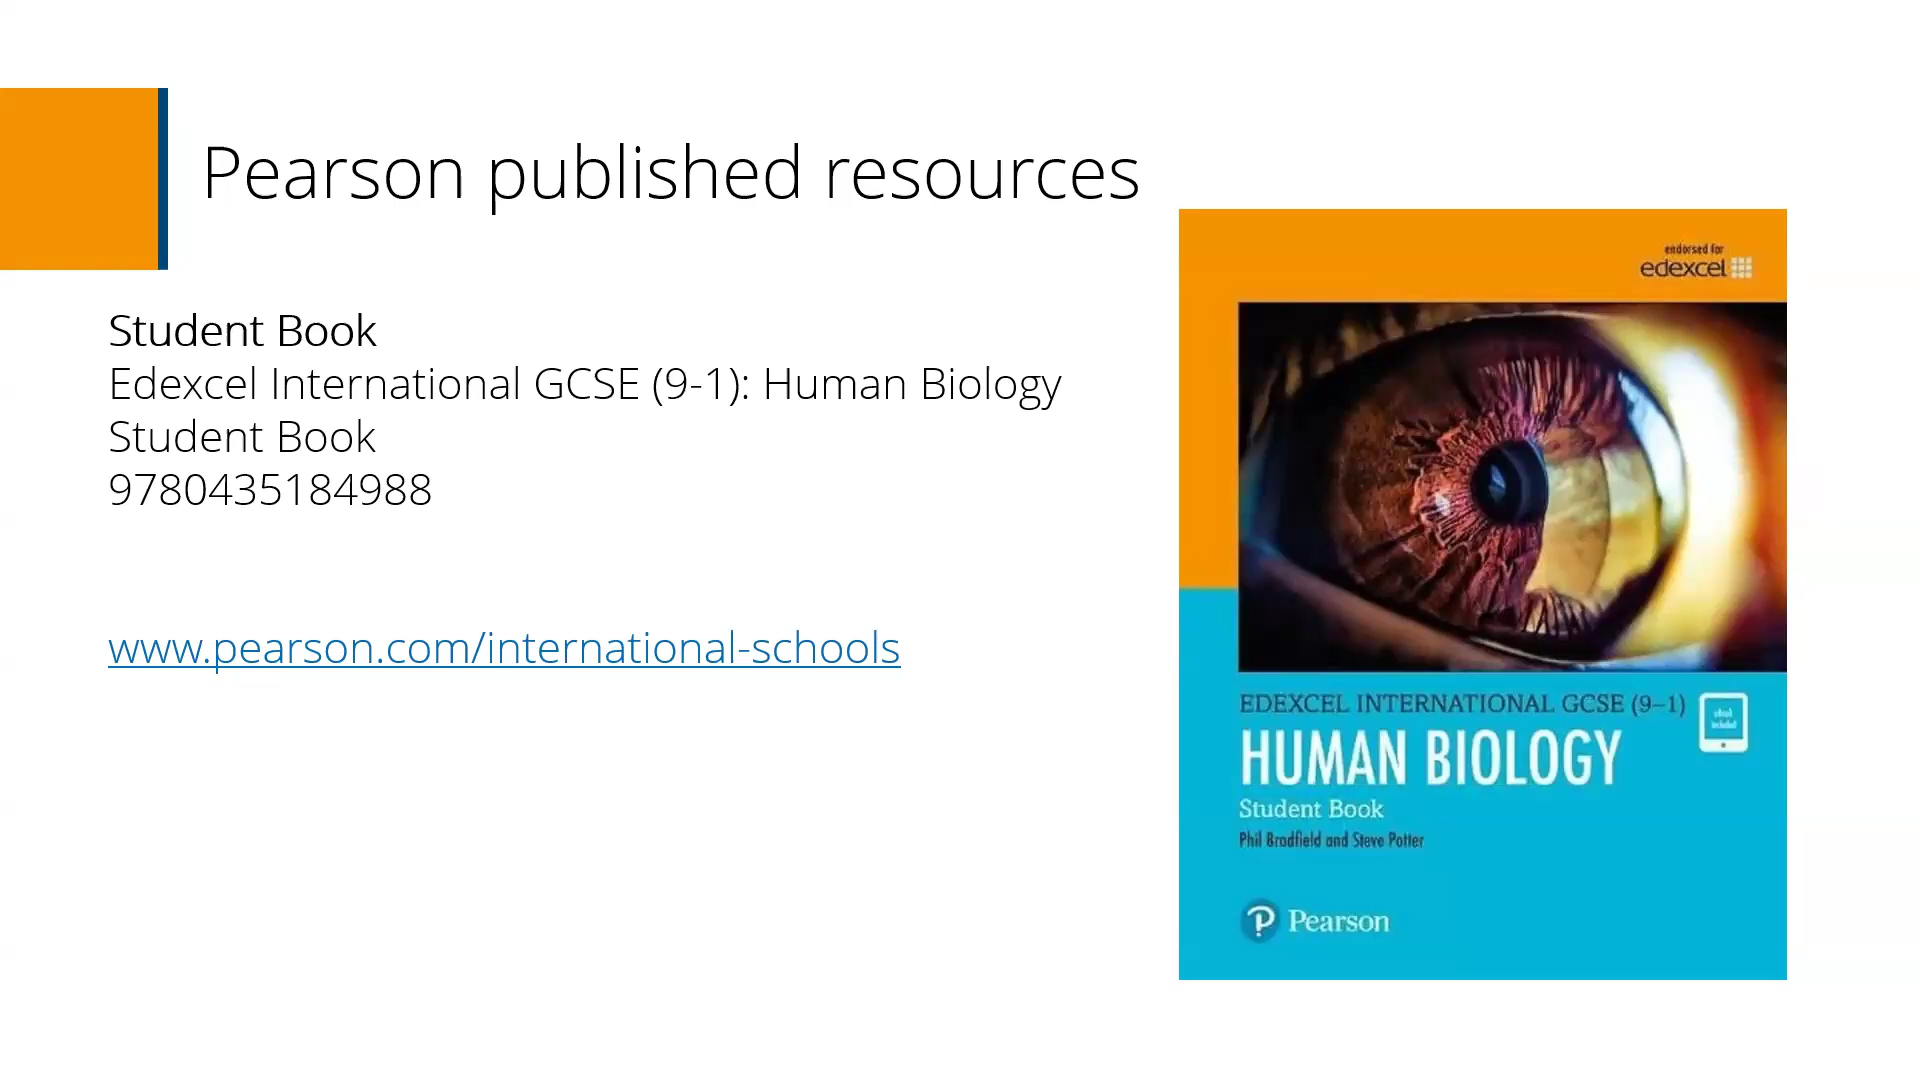 Pearson published resources
Student Book
Edexcel International GCSE (9-1): Human Biology
Student Book
9780435184988
www.pearson.com/international-schools
endorsed for
edexcel
EDEXCEL INTERNATIONAL GCSE (9–1)
eBook
included
HUMAN BIOLOGY
Student Book
Phil Bradfield and Steve Potter
Pearson